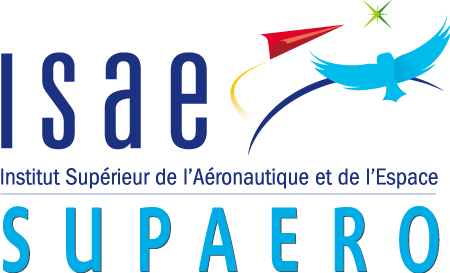 isae
Institut Supérieur de l'Aéronautique et de l'Espace
SUPAERO